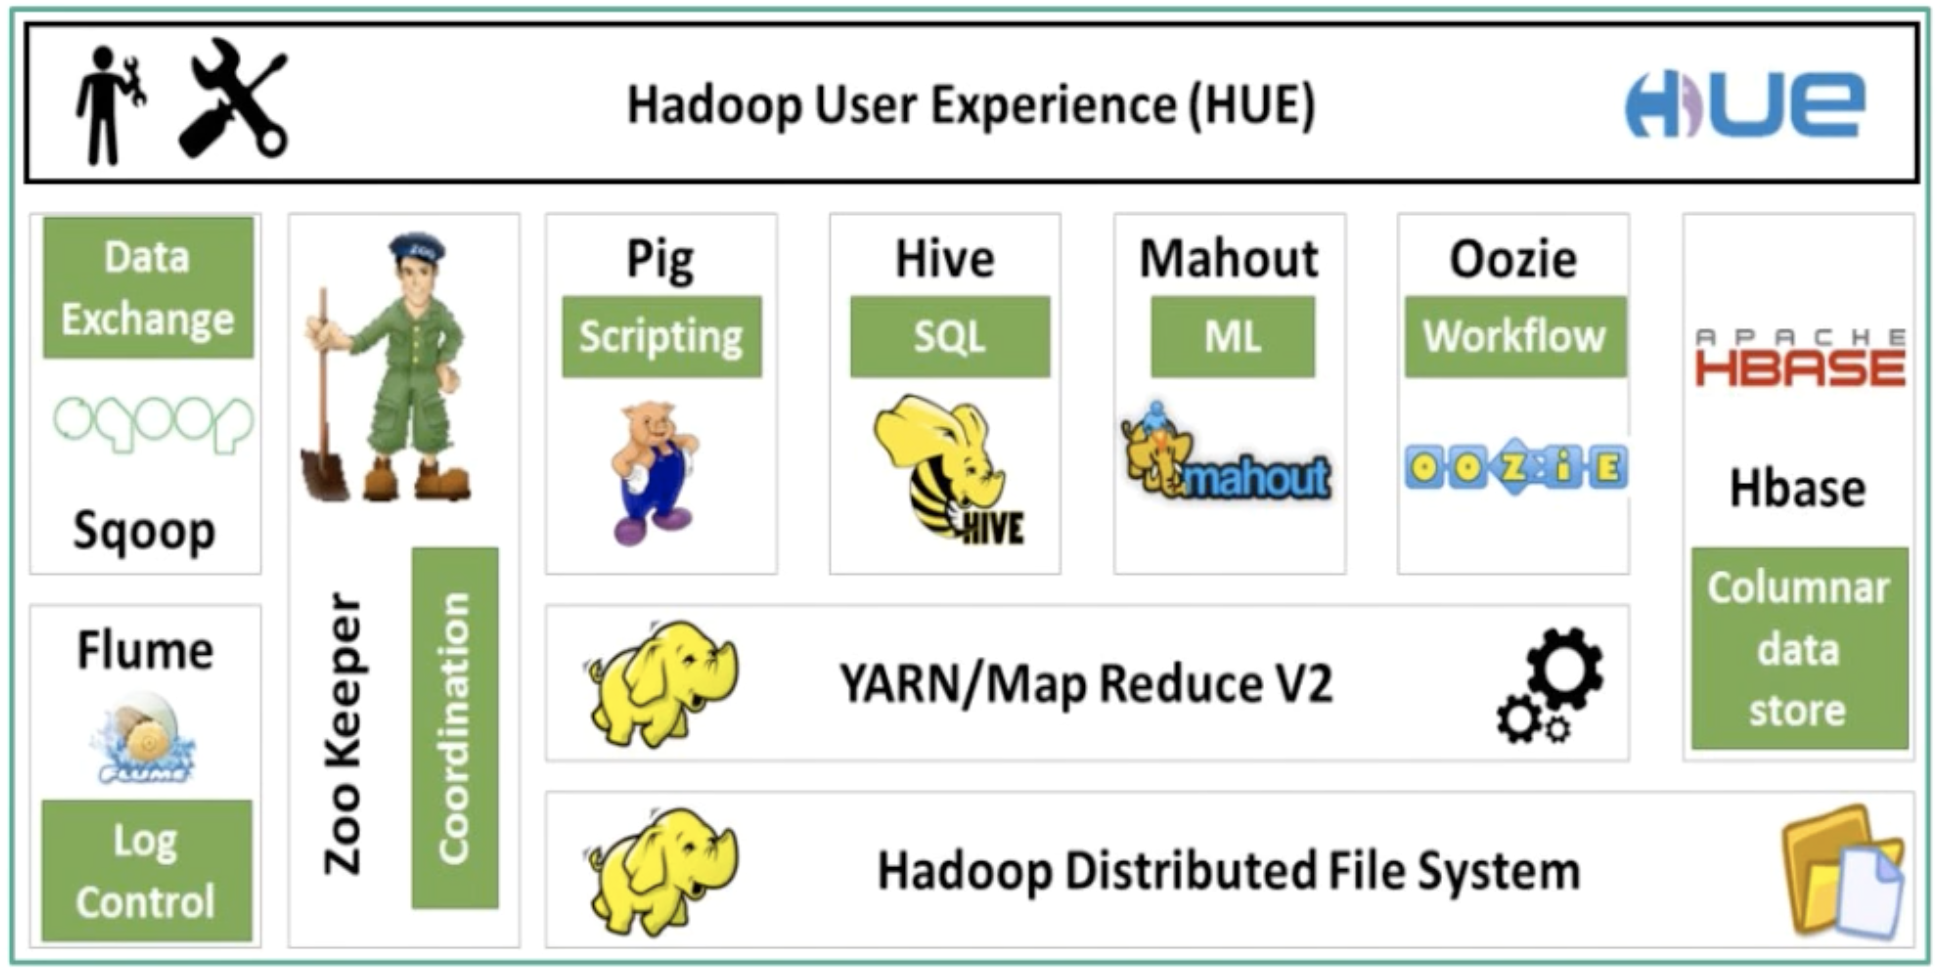 Hadoop User Experience (HUE)
HUE
Data
Exchange
sqoop
Sqoop
Flume
FLUME
Log
Control
ZOO
Zoo Keeper
Coordination
Pig
Scripting
Hive
SQL
HIVE
Mahout
ML
mahout
Oozie
Workflow
OOZiE
APACHE
HBASE
Hbase
Columnar
data
store
YARN/Map Reduce V2
Hadoop Distributed File System